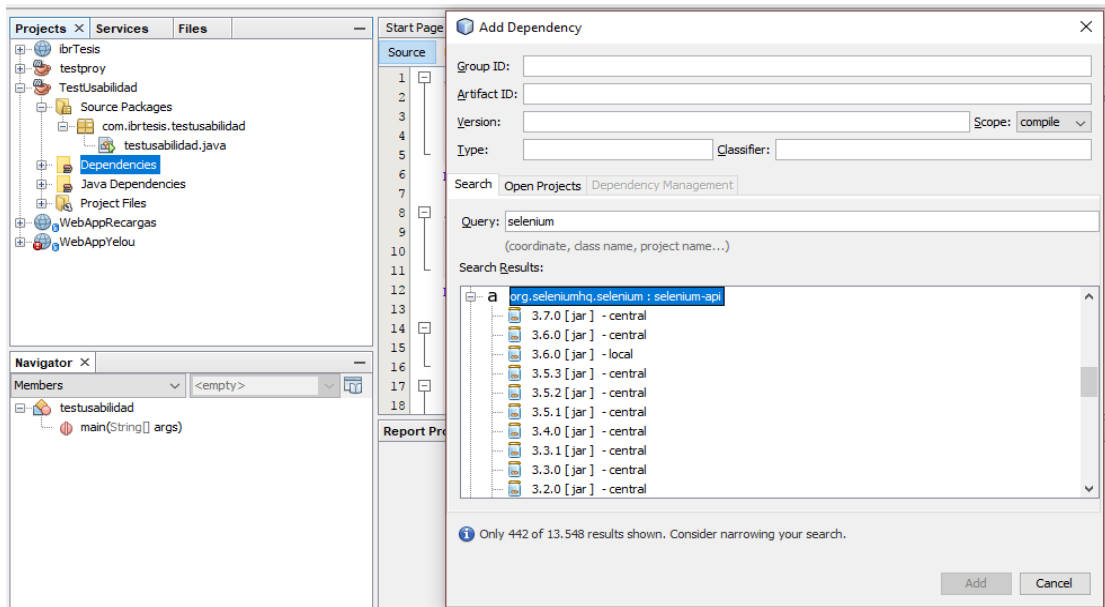 Projects Services Files
ibrTesis
testproy
TestUsabilidad
Source Packages
com.ibrtesis.testusabilidad
testusabilidad.java
Dependencies
Java Dependencies
Project Files
WebAppRecargas
WebAppYelou
Navigator
Members <empty>
testusabilidad
main(String[] args)
Start Page
Source
1
2
3
4
5
6
7
8
9
10
11
12
13
14
15
16
17
18
Report Pr
Add Dependency
Group ID:
Artifact ID:
Version: Scope: compile
Type: Classifier:
Search Open Projects Dependency Management
Query: selenium
(coordinate, class name, project name...)
Search Results:
a org.seleniumhq.selenium : selenium-api
3.7.0 [ jar ] - central
3.6.0 [ jar ] - central
3.6.0 [ jar ] - local
3.5.3 [ jar ] - central
3.5.2 [ jar ] - central
3.5.1 [ jar ] - central
3.4.0 [ jar ] - central
3.3.1 [ jar ] - central
3.3.0 [ jar ] - central
3.2.0 [ jar ] - central
Only 442 of 13.548 results shown. Consider narrowing your search.
Add Cancel